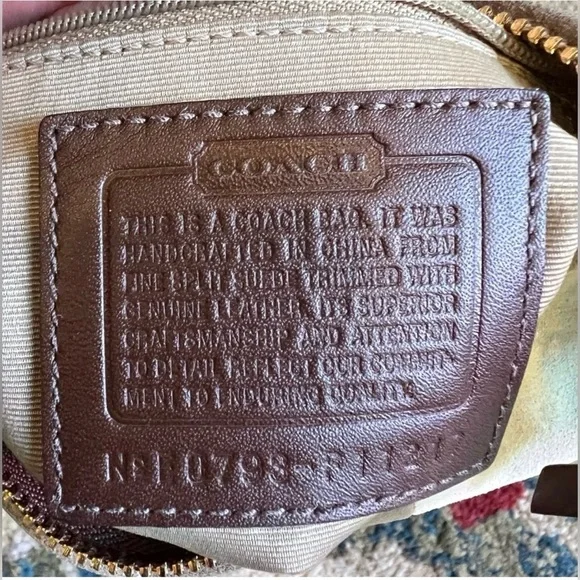 COACH
THIS IS A COACH BAG. IT WAS
HANDCRAFTED IN CHINA FROM
FINE SPLIT SUEDE TRIMMED WITH
GENUINE LEATHER. ITS SUPERIOR
CRAFTSMANSHIP AND ATTENTION
TO DETAIL REFLECT OUR COMMIT-
MENT TO ENDURING QUALITY.